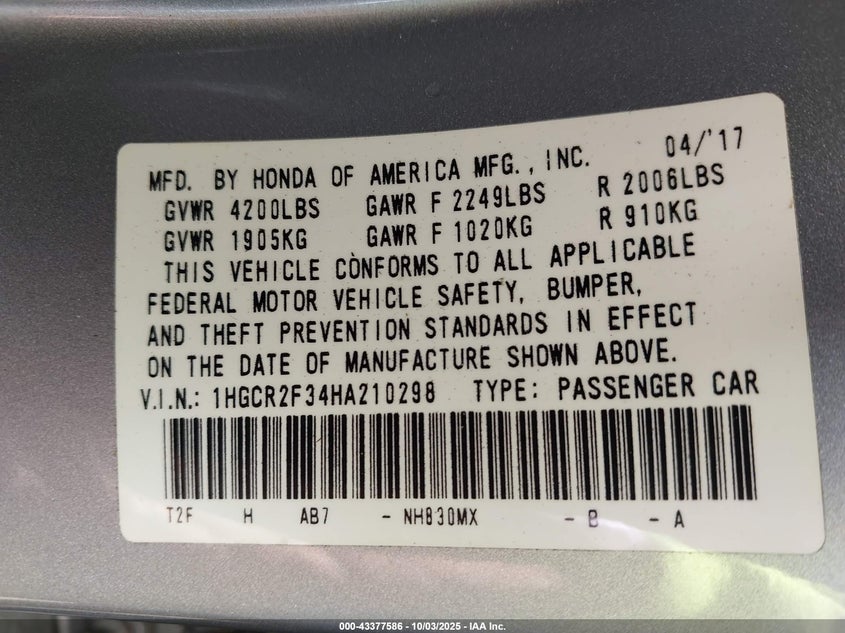 MFD. BY HONDA OF AMERICA MFG., INC. 04/'17
GVWR 4200LBS GAWR F 2249LBS R 2006LBS
GVWR 1905KG GAWR F 1020KG R 910KG
THIS VEHICLE CONFORMS TO ALL APPLICABLE
FEDERAL MOTOR VEHICLE SAFETY, BUMPER,
AND THEFT PREVENTION STANDARDS IN EFFECT
ON THE DATE OF MANUFACTURE SHOWN ABOVE.
V.I.N.: 1HGCR2F34HA210298 TYPE: PASSENGER CAR
T2F H AB7 - NH830MX - B - A
000-43377586 - 10/03/2025 - IAA Inc.